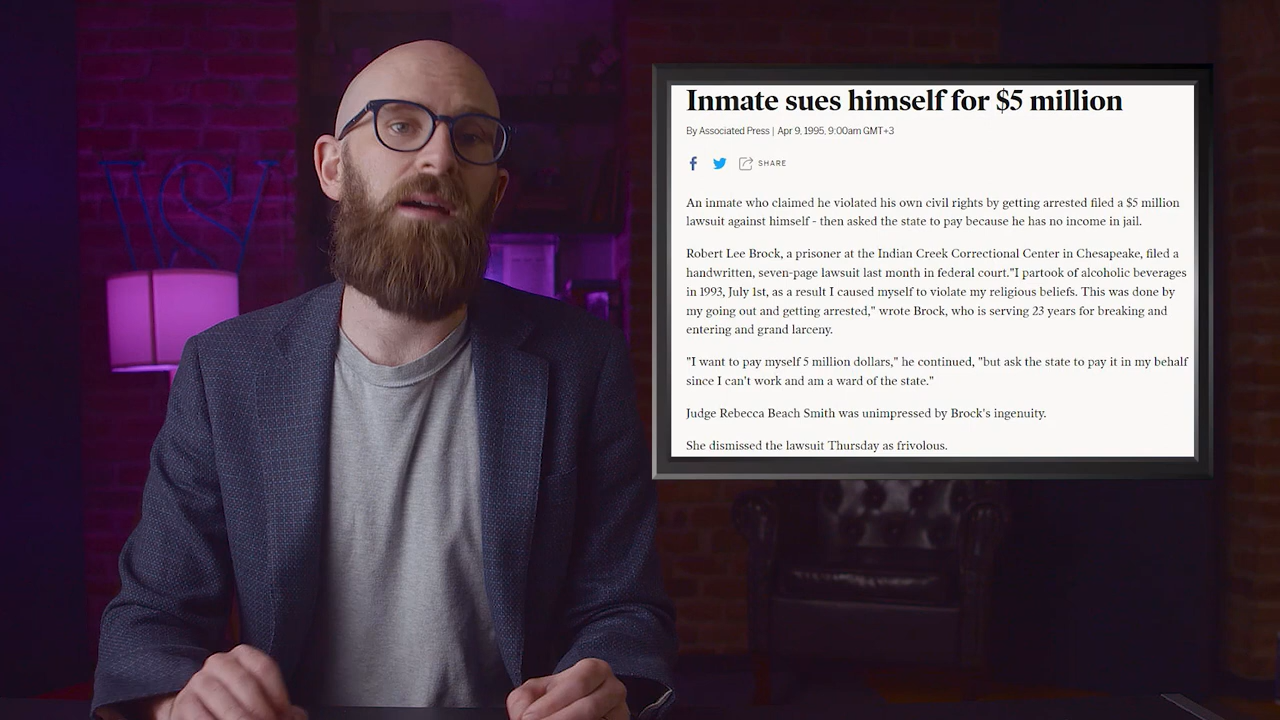 Inmate sues himself for $5 million
By Associated Press | Apr 9, 1995, 9:00am GMT+3
SHARE
An inmate who claimed he violated his own civil rights by getting arrested filed a $5 million
lawsuit against himself - then asked the state to pay because he has no income in jail.
Robert Lee Brock, a prisoner at the Indian Creek Correctional Center in Chesapeake, filed a
handwritten, seven-page lawsuit last month in federal court."I partook of alcoholic beverages
in 1993, July 1st, as a result I caused myself to violate my religious beliefs. This was done by
my going out and getting arrested," wrote Brock, who is serving 23 years for breaking and
entering and grand larceny.
"I want to pay myself 5 million dollars," he continued, "but ask the state to pay it in my behalf
since I can't work and am a ward of the state."
Judge Rebecca Beach Smith was unimpressed by Brock's ingenuity.
She dismissed the lawsuit Thursday as frivolous.